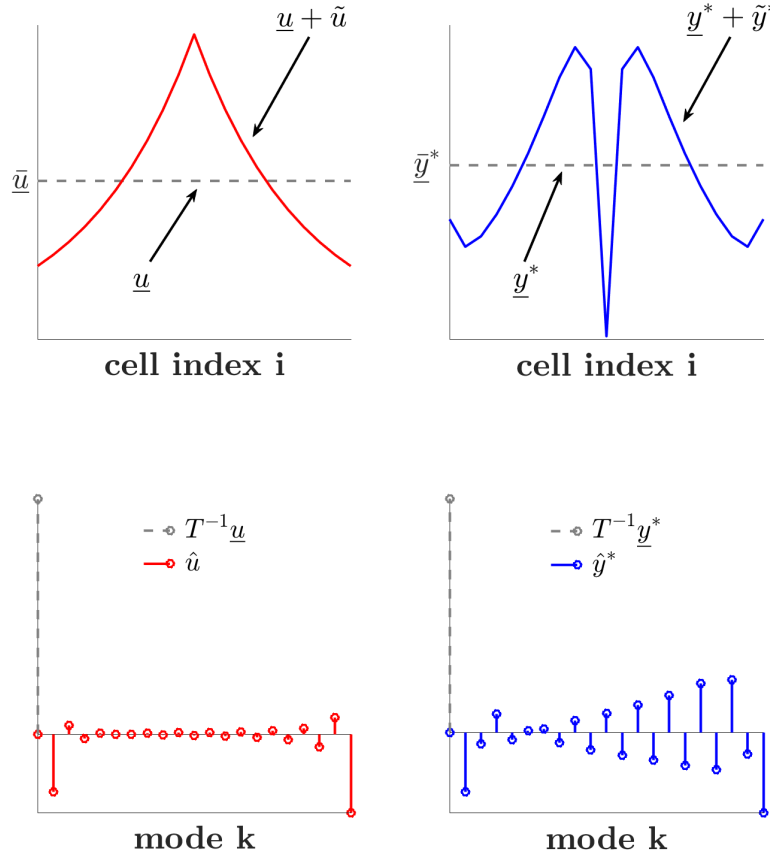 u̲ + ũ
y̲* + ỹ*
ū̲
ȳ̲*
u̲
y̲*
cell index i
cell index i
T⁻¹u̲
û
T⁻¹y̲*
ŷ*
mode k
mode k